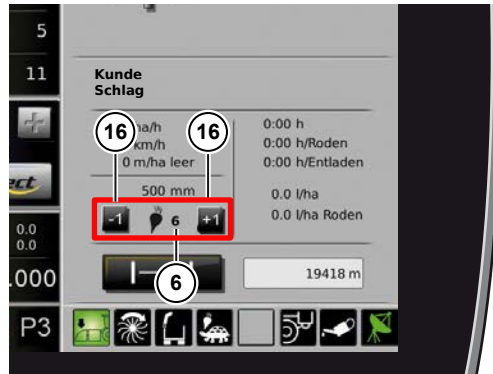 5
11
Kunde
Schlag
16
16
km/h
0 m/ha leer
0:00 h
0:00 h/Roden
0:00 h/Entladen
500 mm
0.0 l/ha
0.0 l/ha Roden
-1
6
+1
0.0
0.0
.000
6
19418 m
P3